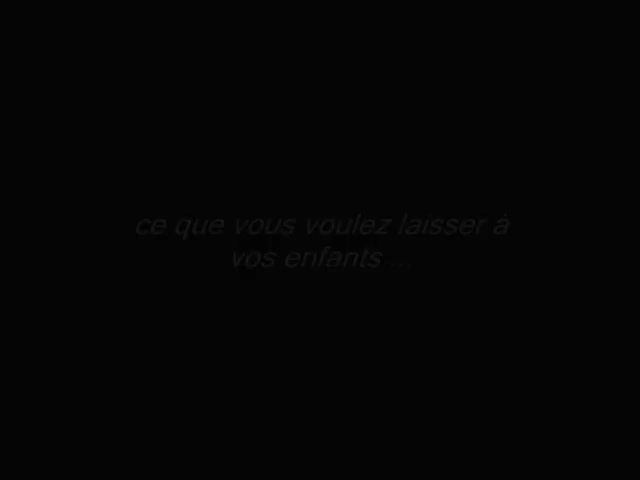 ce que vous voulez laisser à
vos enfants ...